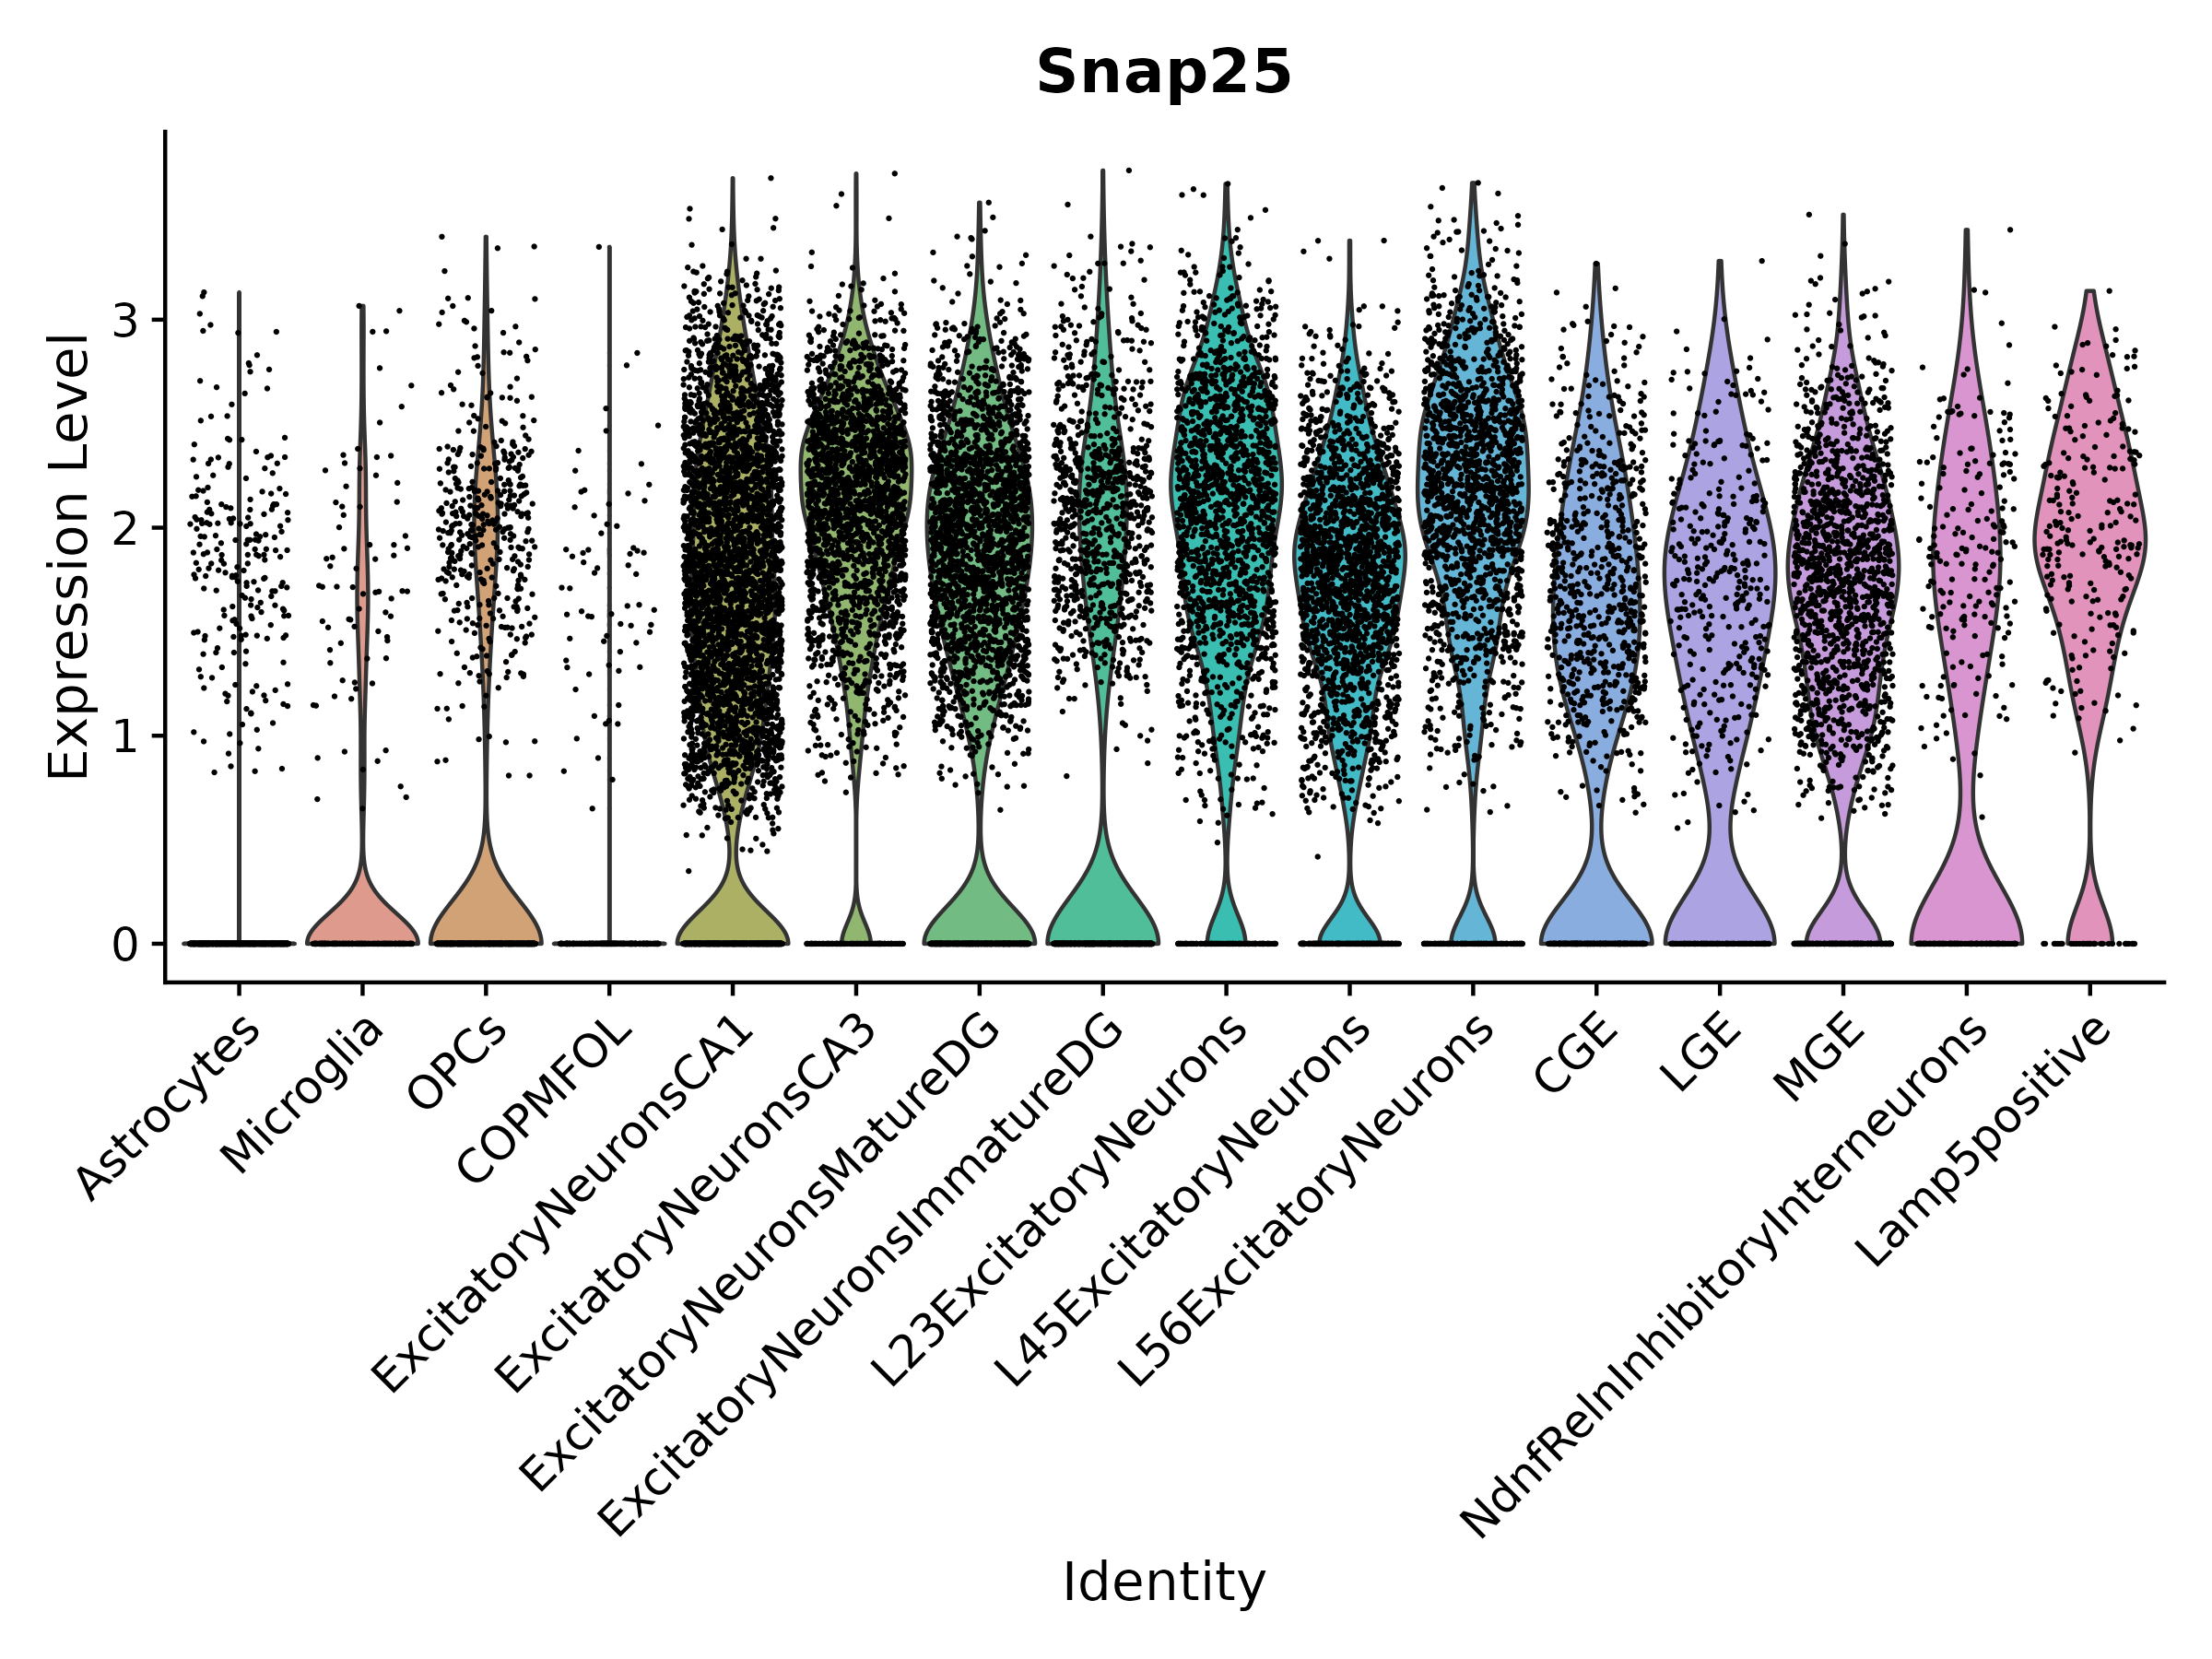 Snap25
Expression Level
3
2
1
0
Astrocytes
Microglia
OPCs
COPMFOL
ExcitatoryNeuronsCA1
ExcitatoryNeuronsCA3
ExcitatoryNeuronsMatureDG
ExcitatoryNeuronsImmatureDG
L23ExcitatoryNeurons
L45ExcitatoryNeurons
L56ExcitatoryNeurons
CGE
LGE
MGE
NdnfRelnInhibitoryInterneurons
Lamp5positive
Identity